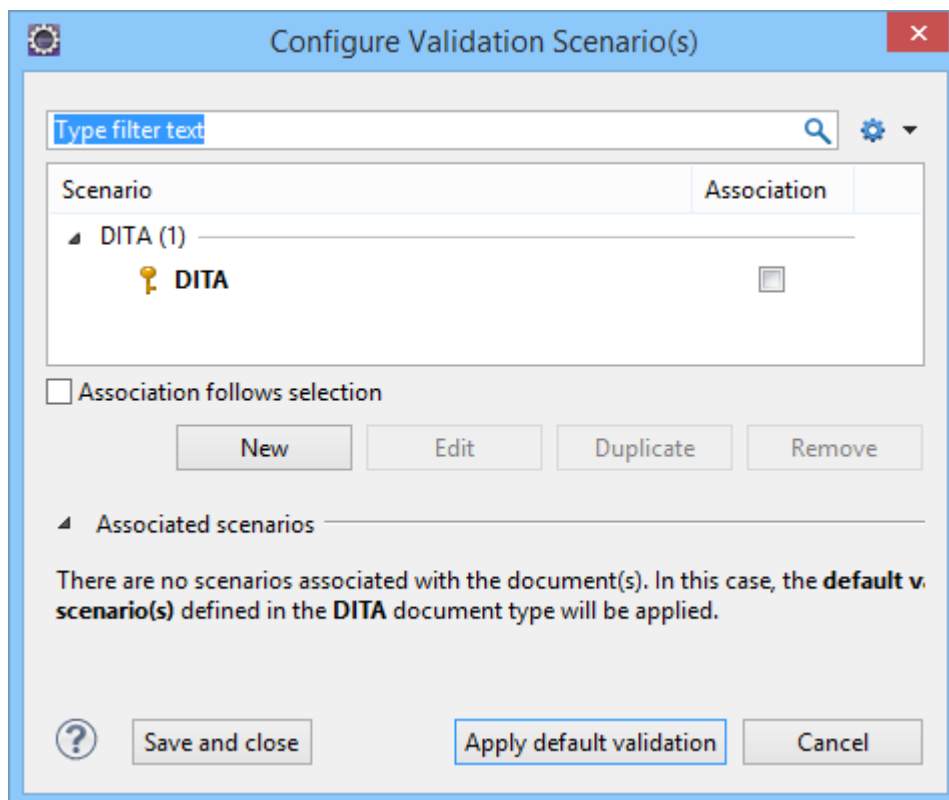 Configure Validation Scenario(s)
Type filter text
Scenario Association
DITA (1)
DITA
Association follows selection
New Edit Duplicate Remove
Associated scenarios
There are no scenarios associated with the document(s). In this case, the default
scenario(s) defined in the DITA document type will be applied.
Save and close Apply default validation Cancel